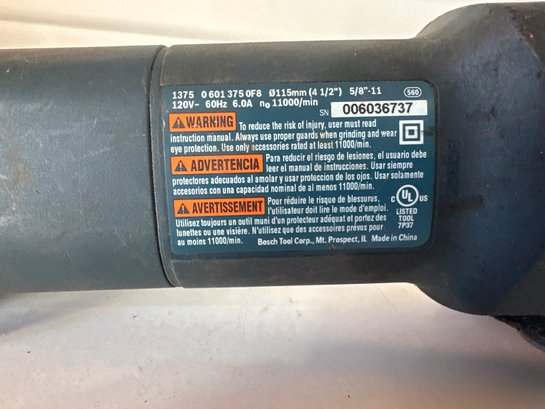 1375 0 601 375 0F8 Ø115mm (4 1/2") 5/8"-11 560
120V~ 60Hz 6.0A n₀ 11000/min
SN 006036737
⚠ WARNING To reduce the risk of injury, user must read
instruction manual. Always use proper guards when grinding and wear
eye protection. Use only accessories rated at least 11000/min.
⚠ ADVERTENCIA Para reducir el riesgo de lesiones, el usuario debe
leer el manual de instrucciones. Usar siempre
protectores adecuados al amolar y usar proteccion de los ojos. Usar solamente
accesorios con una capacidad nominal de al menos 11000/min.
⚠ AVERTISSEMENT Pour réduire le risque de blessures,
l'utilisateur doit lire le mode d'emploi.
Utilisez toujours un outil muni d'un protecteur adéquat et portez des
lunettes ou une visière. N'utilisez que des accessoires prévus pour
au moins 11000/min.
Bosch Tool Corp., Mt. Prospect, IL Made in China
C UL US
LISTED
TOOL
7P37